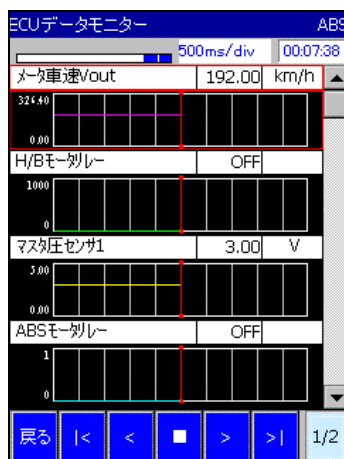 ECUデータモニター ABS
500ms/div 00:07:38
ﾒｰﾀ車速Vout 192.00 km/h
326.40
0.00
H/Bﾓｰﾀﾘﾚｰ OFF
1000
0
ﾏｽﾀ圧ｾﾝｻ1 3.00 V
5.00
0.00
ABSﾓｰﾀﾘﾚｰ OFF
1
0
戻る |< < ■ > >| 1/2